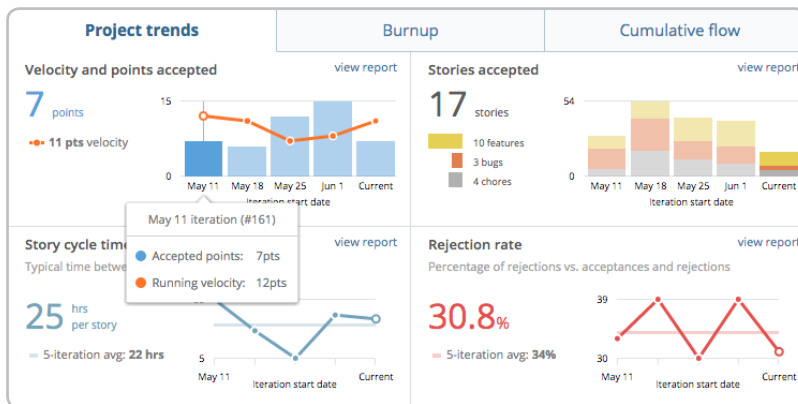 Project trends
Burnup
Cumulative flow
Velocity and points accepted
view report
7 points
11 pts velocity
15
0
May 11 May 18 May 25 Jun 1 Current
Iteration start date
May 11 iteration (#161)
Accepted points: 7pts
Running velocity: 12pts
Stories accepted
view report
17 stories
10 features
3 bugs
4 chores
54
0
May 11 May 18 May 25 Jun 1 Current
Iteration start date
Story cycle time
view report
Typical time betwe
25 hrs
per story
5-iteration avg: 22 hrs
5
May 11 Current
Iteration start date
Rejection rate
view report
Percentage of rejections vs. acceptances and rejections
30.8%
5-iteration avg: 34%
39
30
May 11 Current
Iteration start date